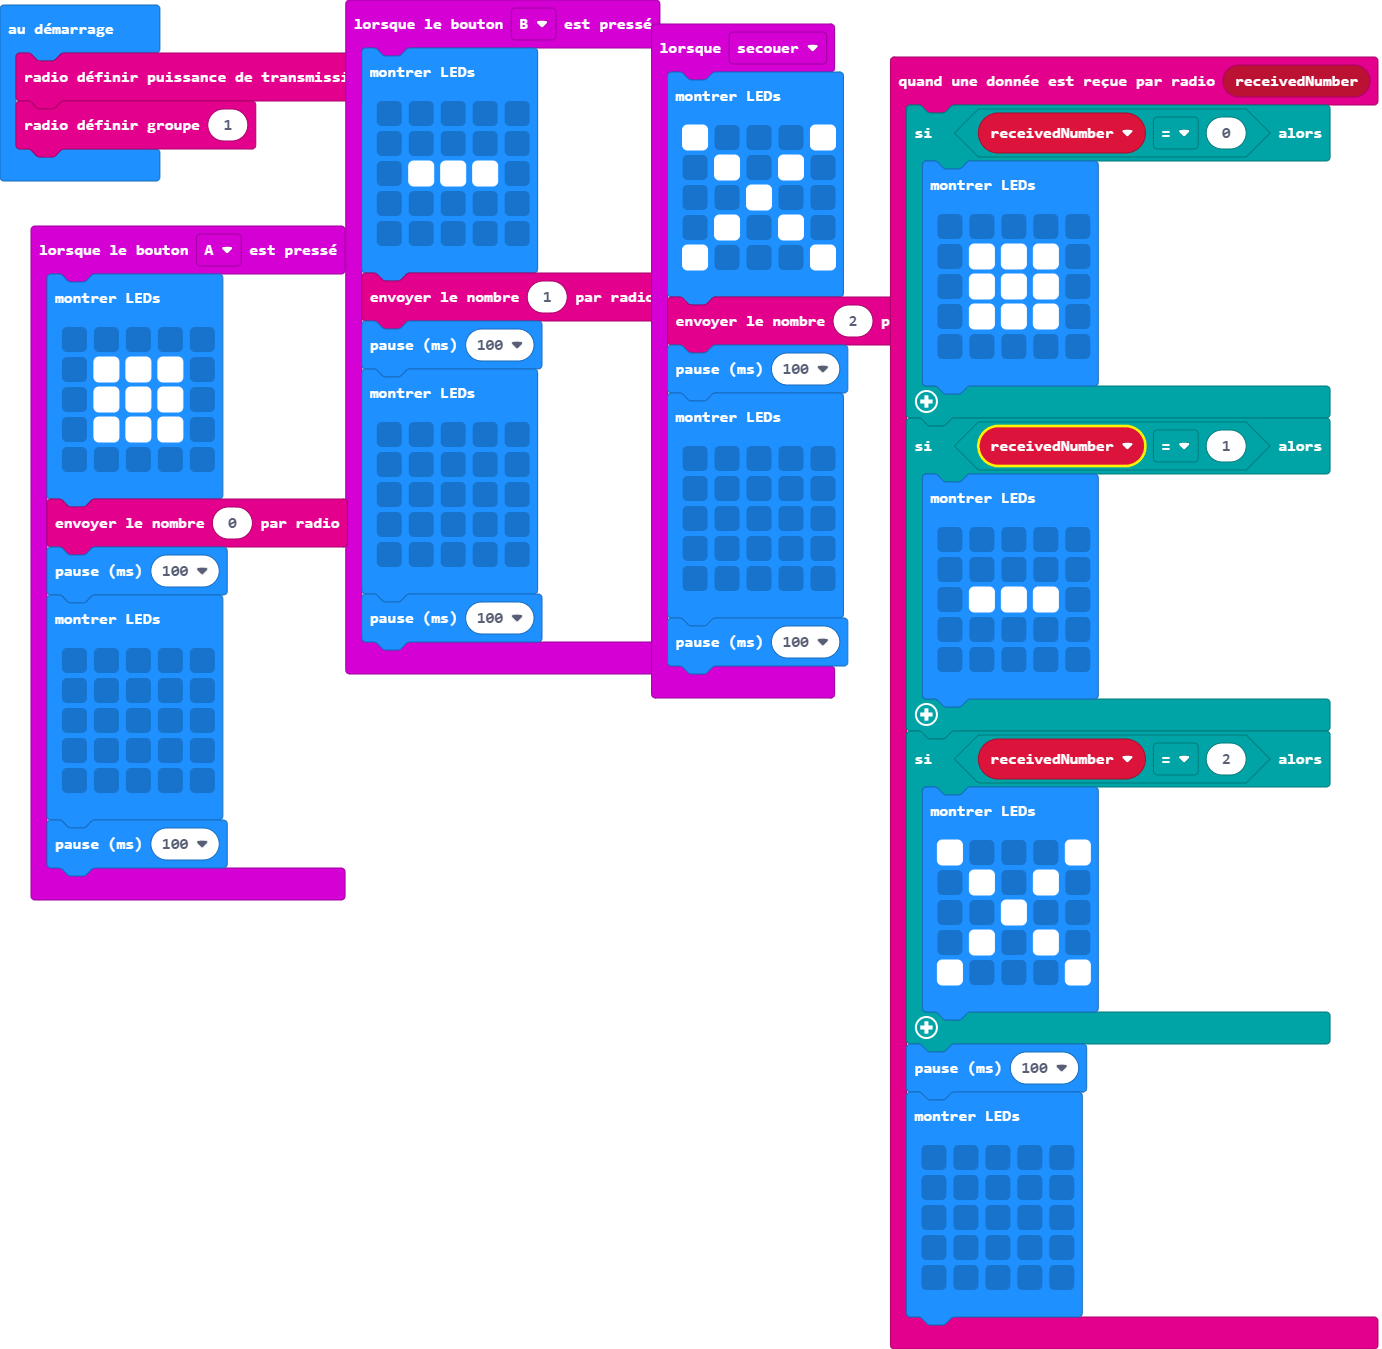 au démarrage
radio définir puissance de transmissi
radio définir groupe 1
lorsque le bouton A est pressé
montrer LEDs
envoyer le nombre 0 par radio
pause (ms) 100
montrer LEDs
pause (ms) 100
lorsque le bouton B est pressé
montrer LEDs
envoyer le nombre 1 par radio
pause (ms) 100
montrer LEDs
pause (ms) 100
lorsque secouer
montrer LEDs
envoyer le nombre 2 p
pause (ms) 100
montrer LEDs
pause (ms) 100
quand une donnée est reçue par radio receivedNumber
si receivedNumber = 0 alors
montrer LEDs
si receivedNumber = 1 alors
montrer LEDs
si receivedNumber = 2 alors
montrer LEDs
pause (ms) 100
montrer LEDs